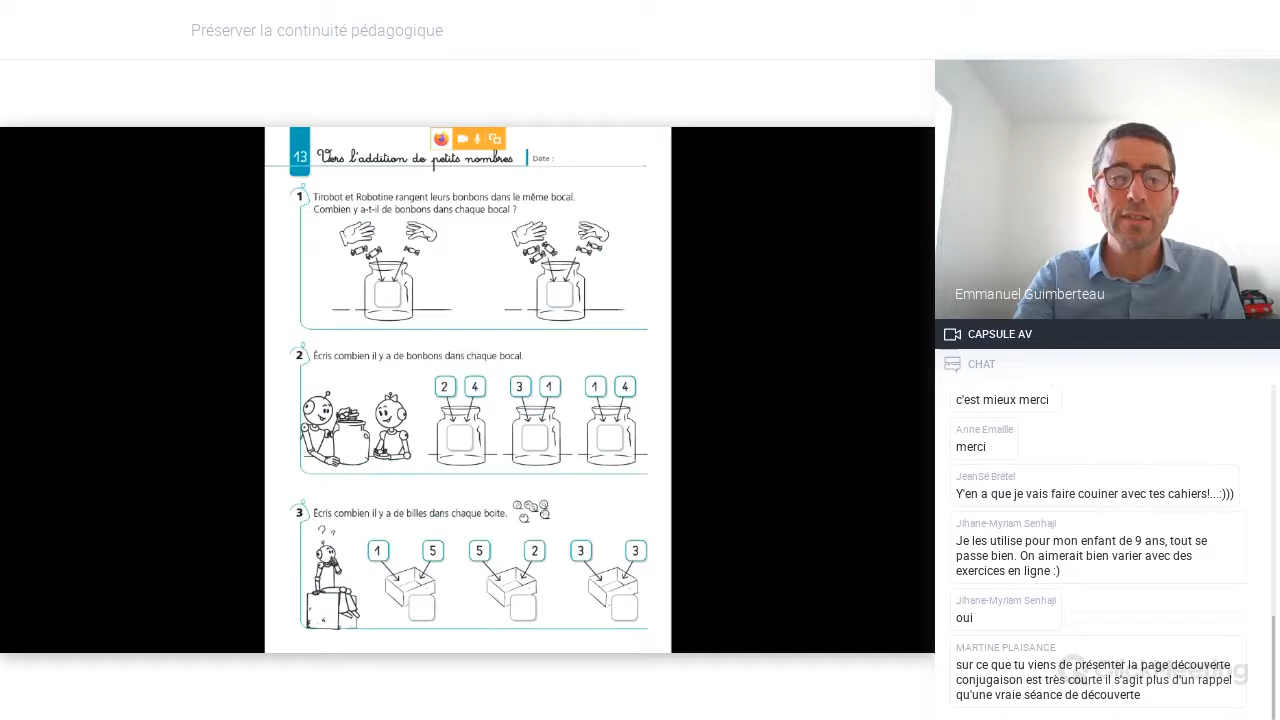 Préserver la continuité pédagogique
13 Vers l'addition de petits nombres Date :
1 Tirobot et Robotine rangent leurs bonbons dans le même bocal.
Combien y a-t-il de bonbons dans chaque bocal ?
2 Écris combien il y a de bonbons dans chaque bocal.
2 4 3 1 1 4
3 Écris combien il y a de billes dans chaque boite.
? ?
1 5 5 2 3 3
Emmanuel Guimberteau
CAPSULE AV
CHAT
c'est mieux merci
Anne Emaille
merci
JeanSé Brétel
Y'en a que je vais faire couiner avec tes cahiers!...:)))
Jihane-Myriam Senhaji
Je les utilise pour mon enfant de 9 ans, tout se
passe bien. On aimerait bien varier avec des
exercices en ligne :)
Jihane-Myriam Senhaji
oui
MARTINE PLAISANCE
sur ce que tu viens de présenter la page découverte
conjugaison est très courte il s'agit plus d'un rappel
qu'une vraie séance de découverte